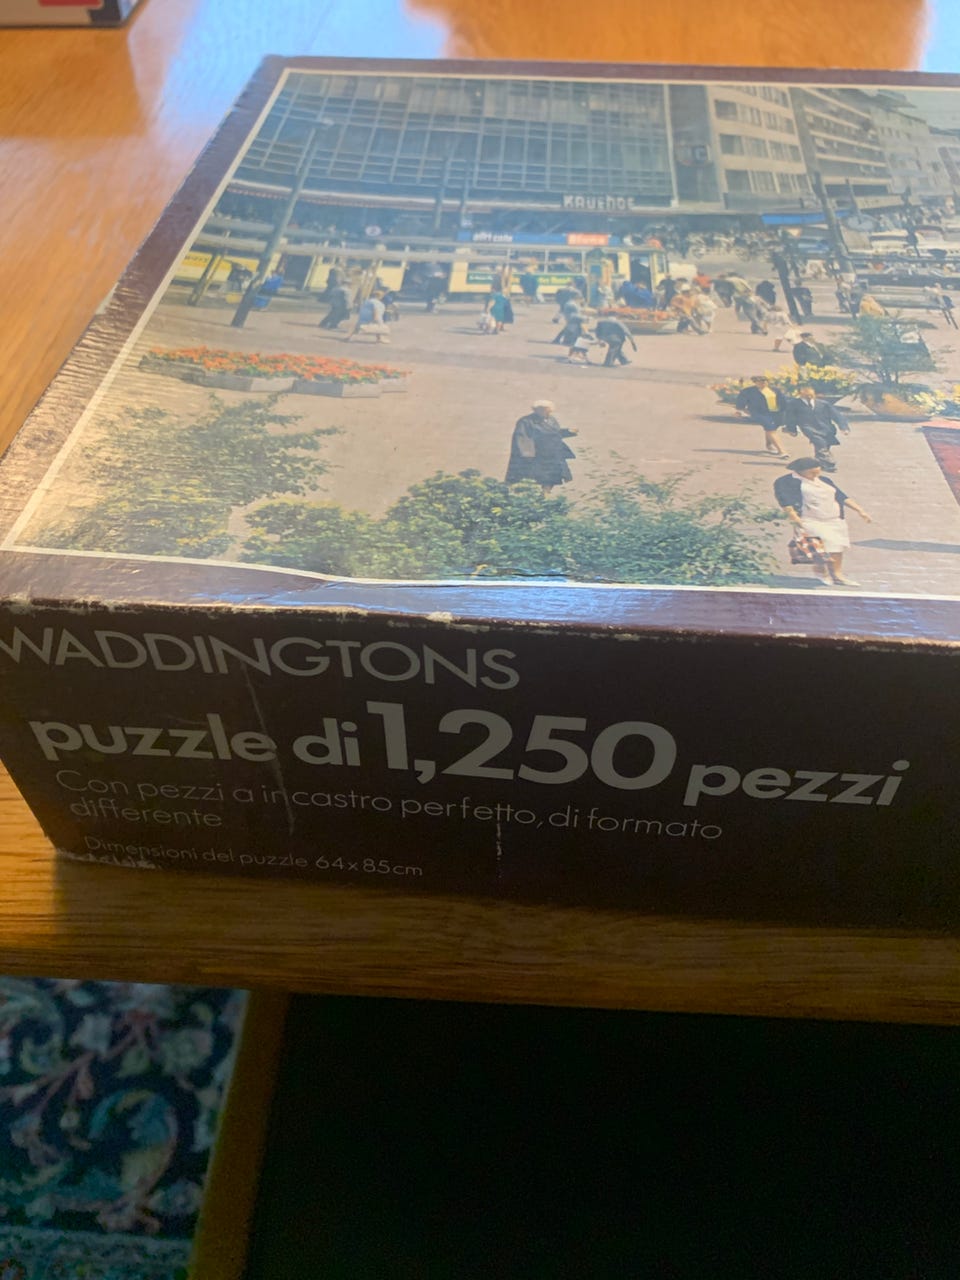 KAUFHOF
WADDINGTONS
puzzle di 1,250 pezzi
Con pezzi a incastro perfetto, di formato
differente
Dimensioni del puzzle 64x85cm